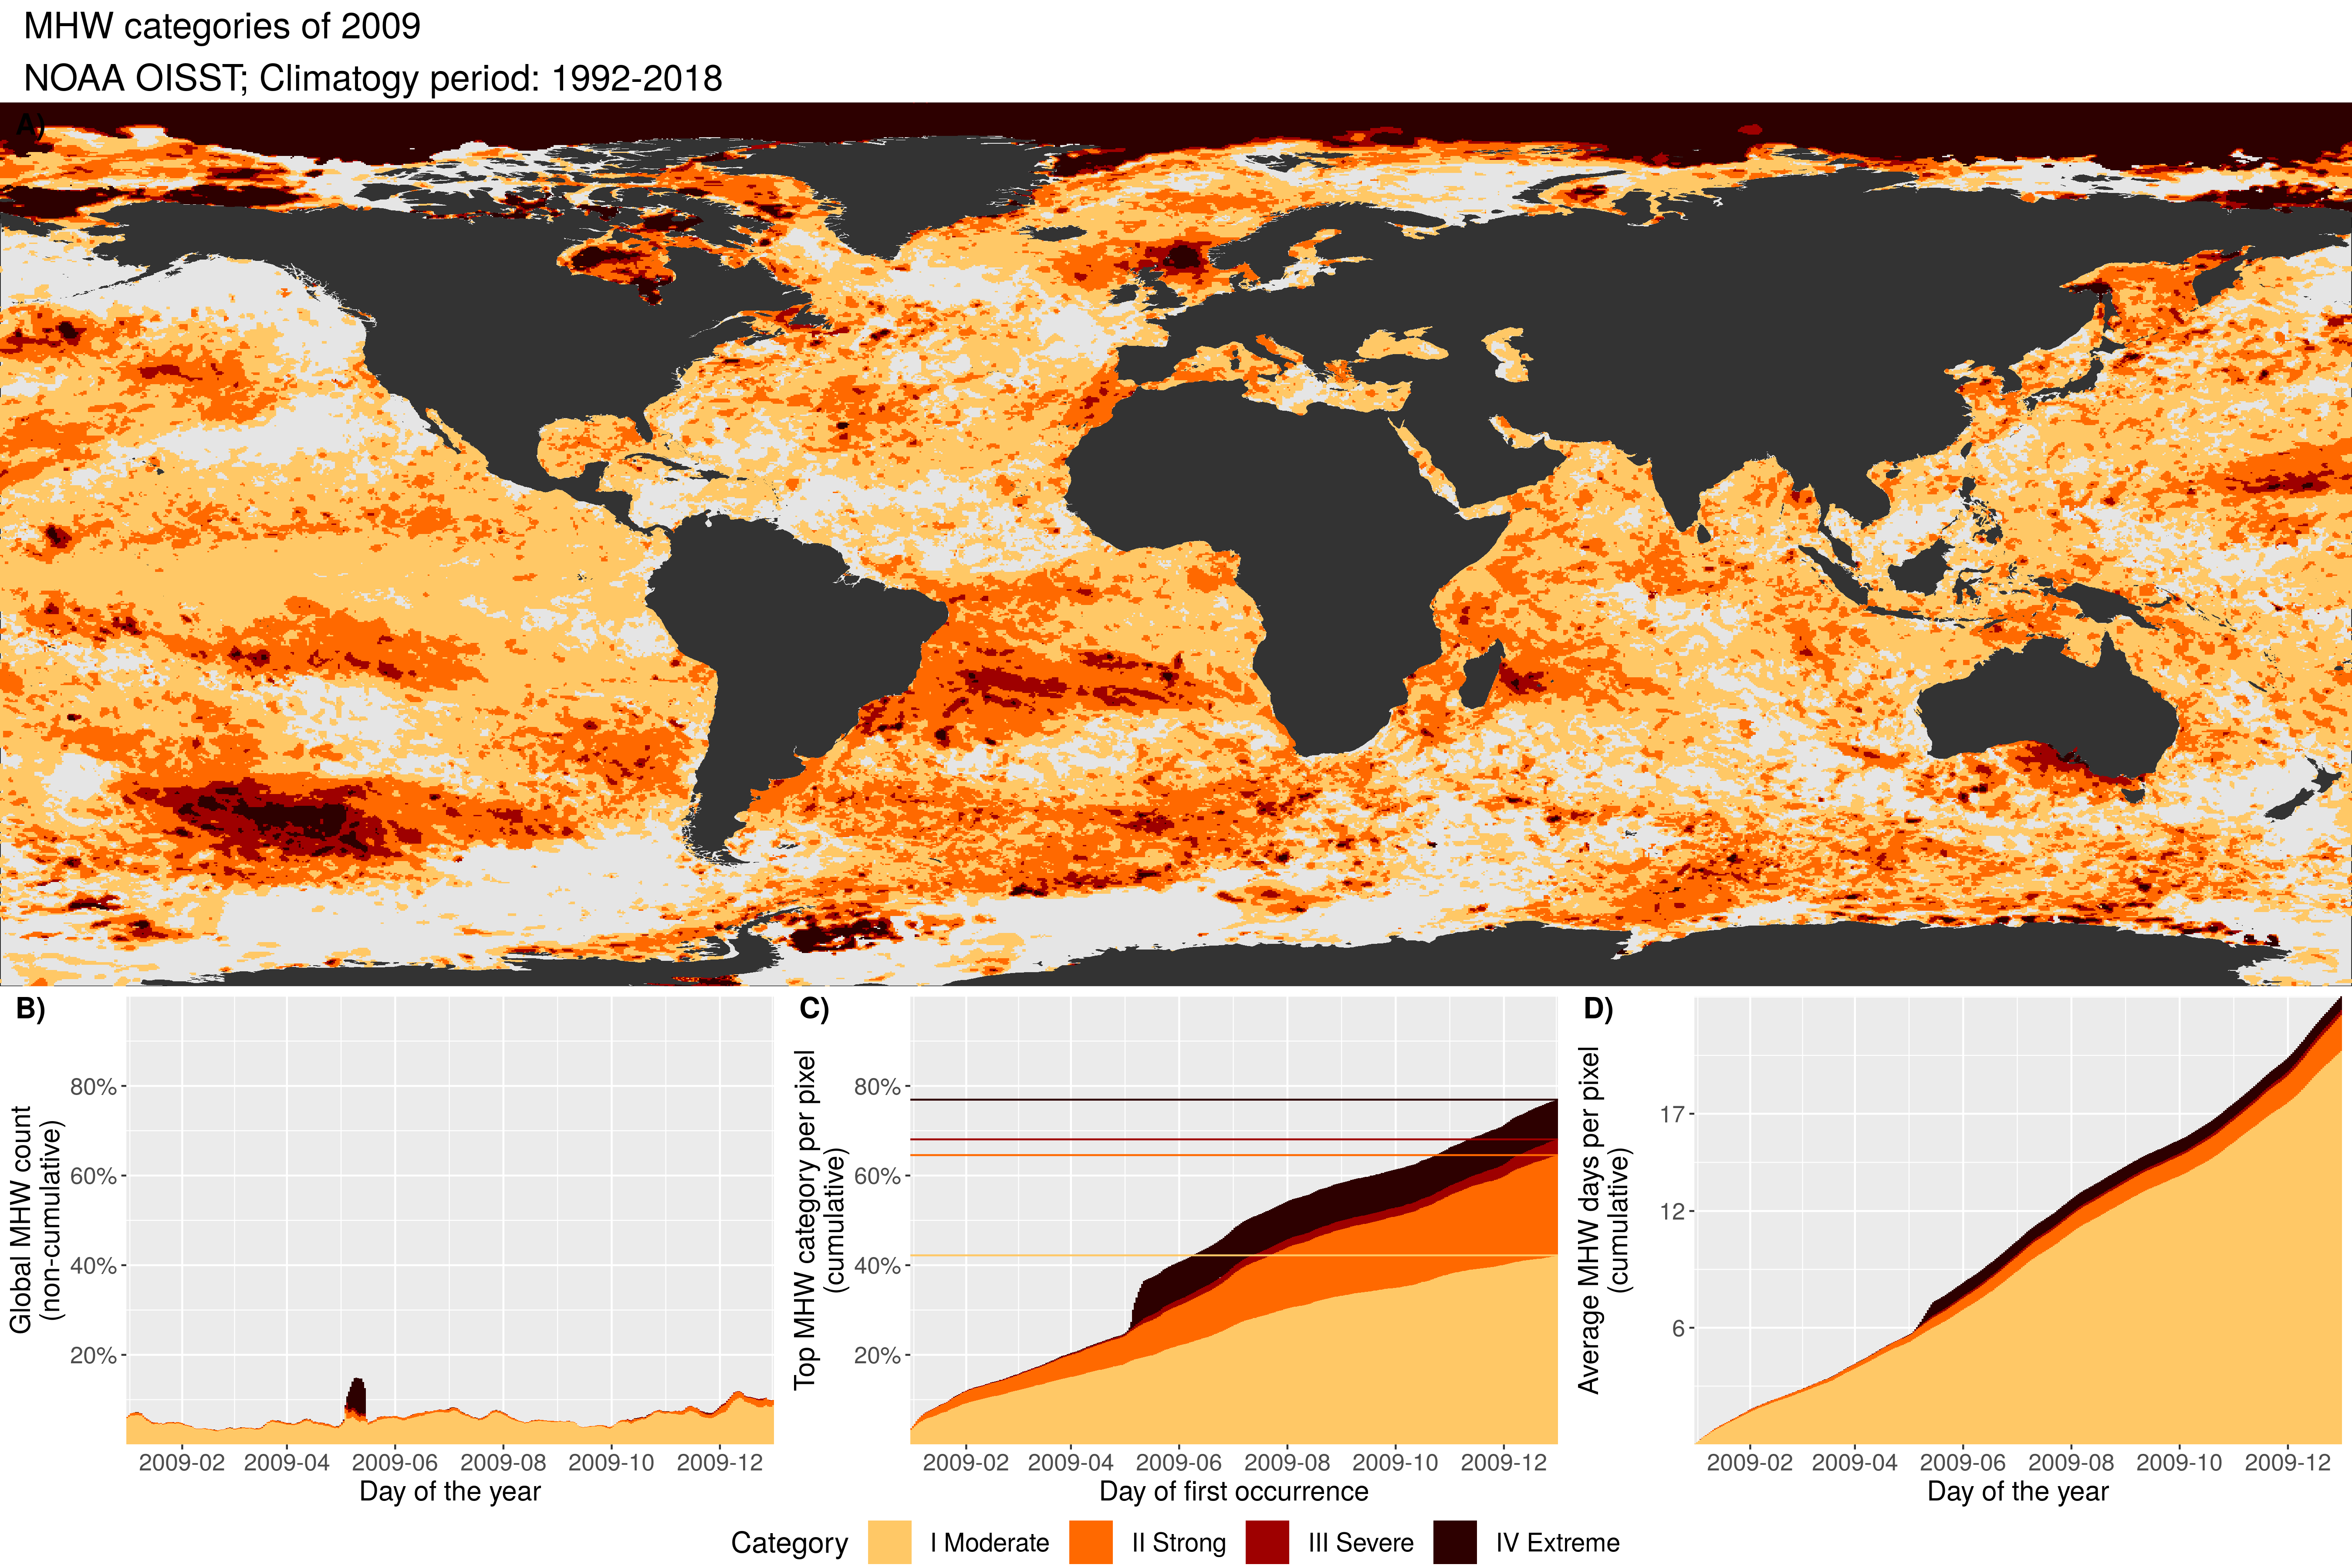 MHW categories of 2009
NOAA OISST; Climatogy period: 1992-2018
A)
B)
Global MHW count
(non-cumulative)
80%
60%
40%
20%
2009-02 2009-04 2009-06 2009-08 2009-10 2009-12
Day of the year
C)
Top MHW category per pixel
(cumulative)
80%
60%
40%
20%
2009-02 2009-04 2009-06 2009-08 2009-10 2009-12
Day of first occurrence
D)
Average MHW days per pixel
(cumulative)
17
12
6
2009-02 2009-04 2009-06 2009-08 2009-10 2009-12
Day of the year
Category I Moderate II Strong III Severe IV Extreme